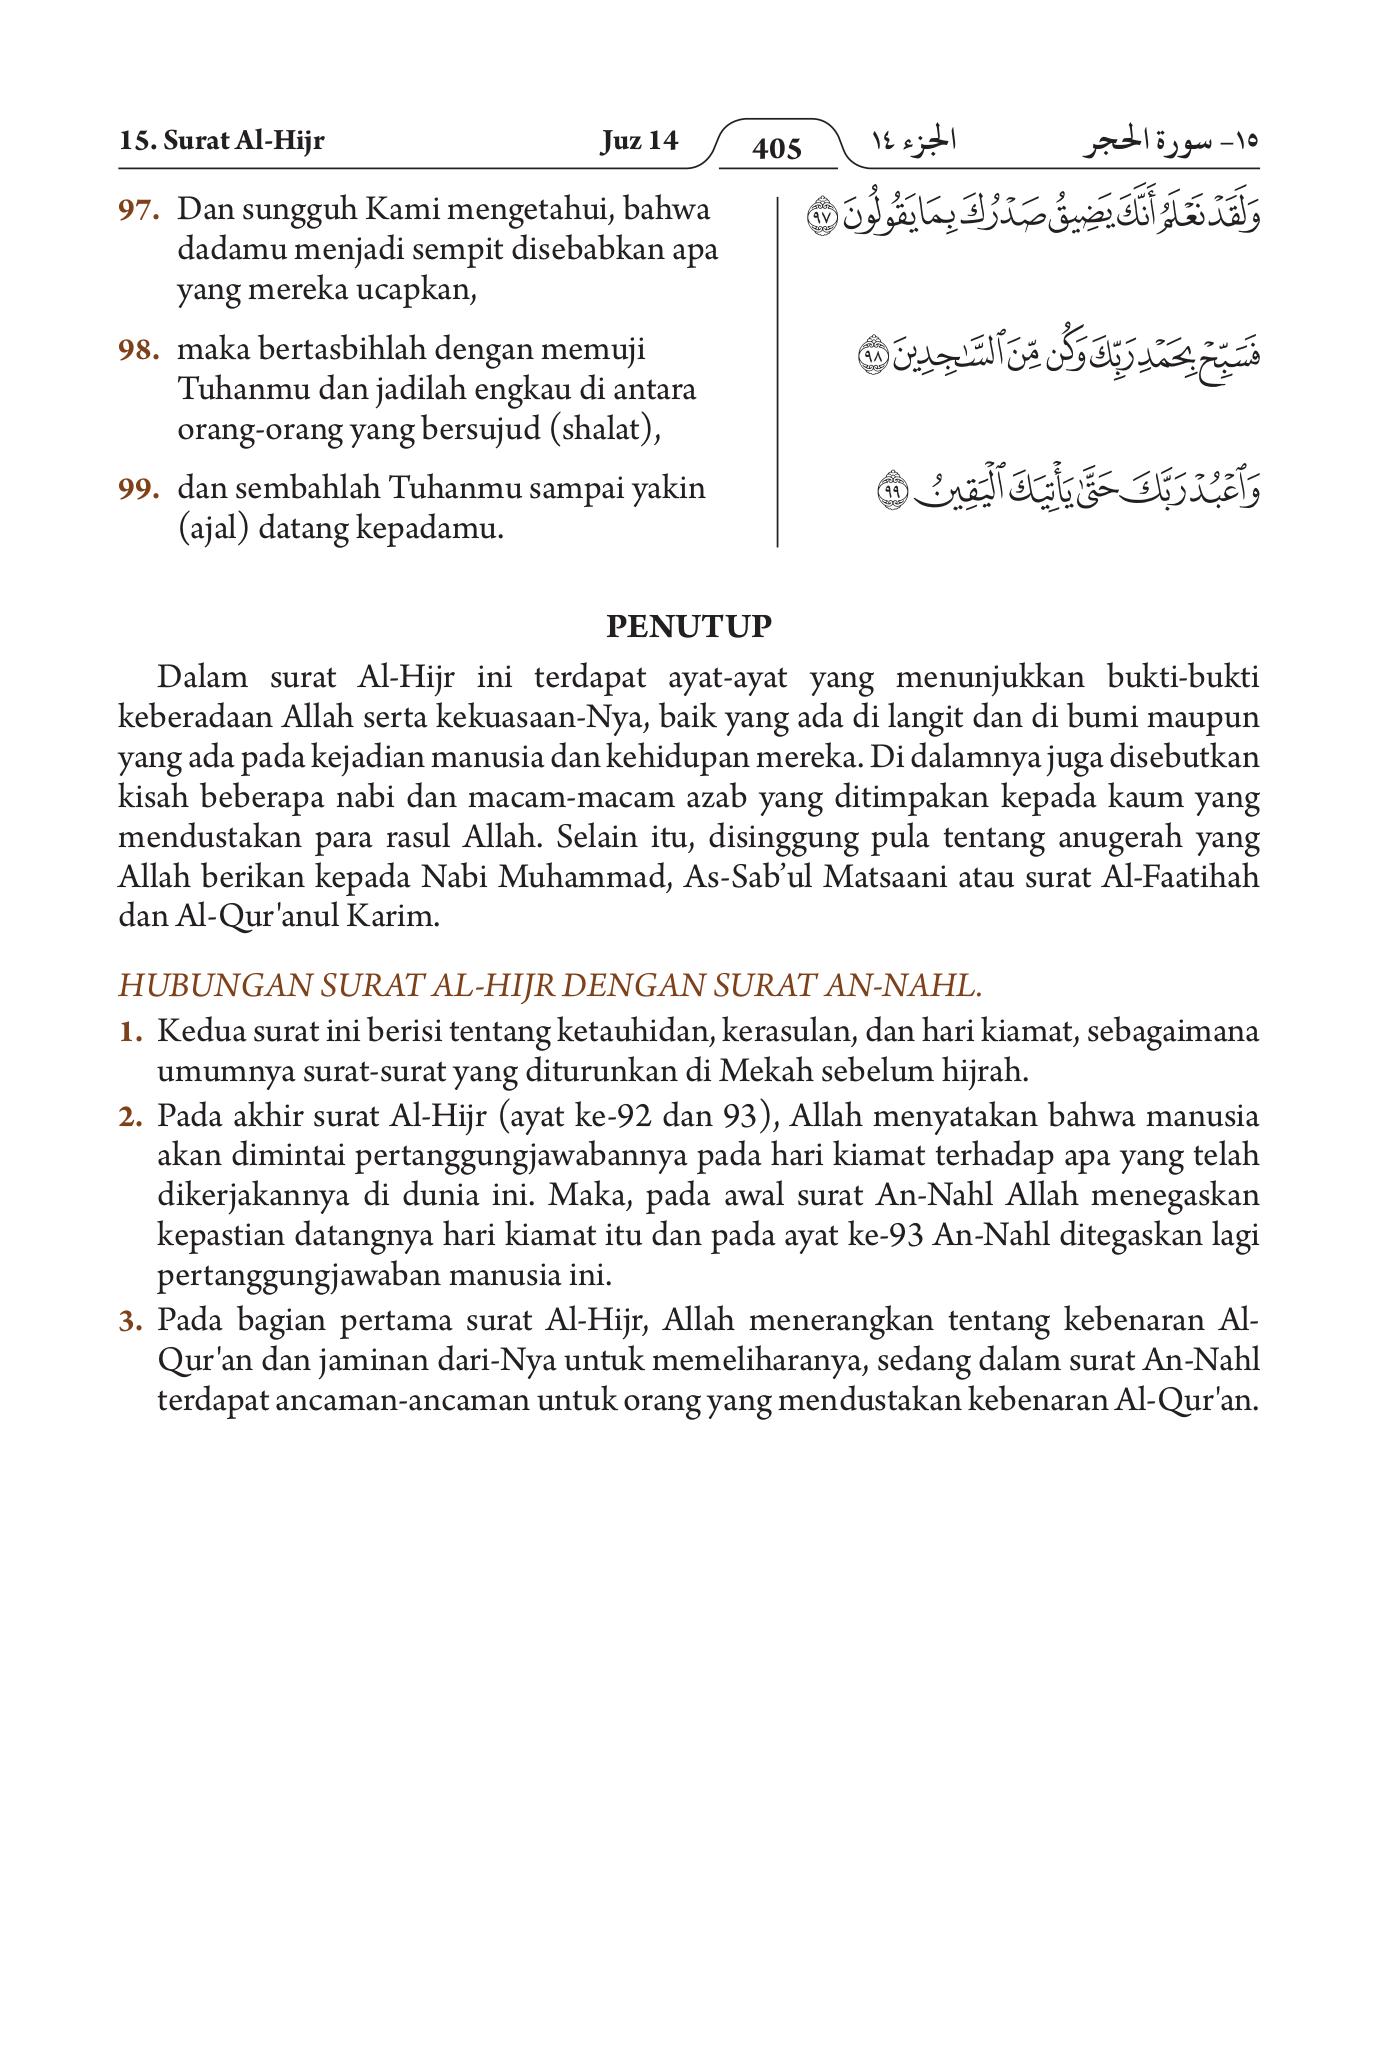 15. Surat Al-Hijr Juz 14 405 الجزء ١٤ ١٥- سورة الحجر
97. Dan sungguh Kami mengetahui, bahwa
dadamu menjadi sempit disebabkan apa
yang mereka ucapkan,
وَلَقَدْ نَعْلَمُ أَنَّكَ يَضِيقُ صَدْرُكَ بِمَا يَقُولُونَ ٩٧
98. maka bertasbihlah dengan memuji
Tuhanmu dan jadilah engkau di antara
orang-orang yang bersujud (shalat),
فَسَبِّحْ بِحَمْدِ رَبِّكَ وَكُن مِّنَ ٱلسَّٰجِدِينَ ٩٨
99. dan sembahlah Tuhanmu sampai yakin
(ajal) datang kepadamu.
وَٱعْبُدْ رَبَّكَ حَتَّىٰ يَأْتِيَكَ ٱلْيَقِينُ ٩٩
PENUTUP
Dalam surat Al-Hijr ini terdapat ayat-ayat yang menunjukkan bukti-bukti
keberadaan Allah serta kekuasaan-Nya, baik yang ada di langit dan di bumi maupun
yang ada pada kejadian manusia dan kehidupan mereka. Di dalamnya juga disebutkan
kisah beberapa nabi dan macam-macam azab yang ditimpakan kepada kaum yang
mendustakan para rasul Allah. Selain itu, disinggung pula tentang anugerah yang
Allah berikan kepada Nabi Muhammad, As-Sab’ul Matsaani atau surat Al-Faatihah
dan Al-Qur'anul Karim.
HUBUNGAN SURAT AL-HIJR DENGAN SURAT AN-NAHL.
1. Kedua surat ini berisi tentang ketauhidan, kerasulan, dan hari kiamat, sebagaimana
umumnya surat-surat yang diturunkan di Mekah sebelum hijrah.
2. Pada akhir surat Al-Hijr (ayat ke-92 dan 93), Allah menyatakan bahwa manusia
akan dimintai pertanggungjawabannya pada hari kiamat terhadap apa yang telah
dikerjakannya di dunia ini. Maka, pada awal surat An-Nahl Allah menegaskan
kepastian datangnya hari kiamat itu dan pada ayat ke-93 An-Nahl ditegaskan lagi
pertanggungjawaban manusia ini.
3. Pada bagian pertama surat Al-Hijr, Allah menerangkan tentang kebenaran Al-
Qur'an dan jaminan dari-Nya untuk memeliharanya, sedang dalam surat An-Nahl
terdapat ancaman-ancaman untuk orang yang mendustakan kebenaran Al-Qur'an.